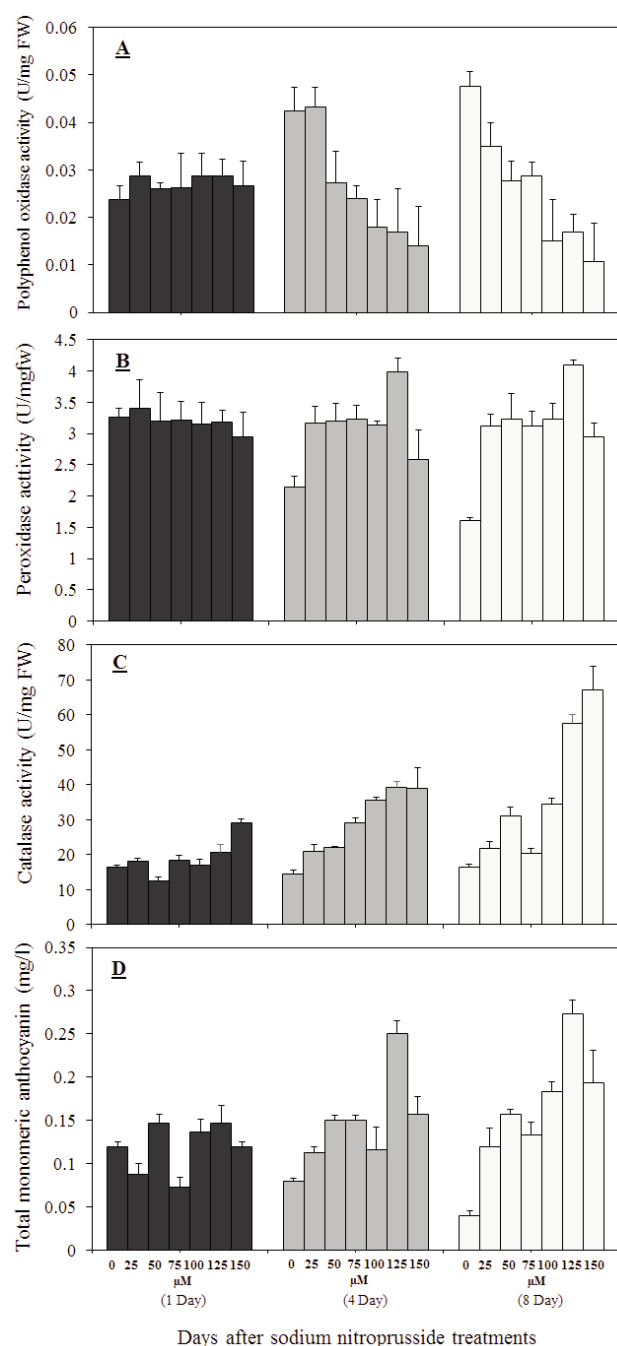 A
Polyphenol oxidase activity (U/mg FW)
0.06
0.05
0.04
0.03
0.02
0.01
0
B
Peroxidase acttivity (U/mgfw)
4.5
4
3.5
3
2.5
2
1.5
1
0.5
0
C
Catalase activity (U/mg FW)
80
70
60
50
40
30
20
10
0
D
Total monomeric anthocyanin (mg/l)
0.35
0.3
0.25
0.2
0.15
0.1
0.05
0
0 25 50 75 100 125 150 0 25 50 75 100 125 150 0 25 50 75 100 125 150
µM µM µM
(1 Day) (4 Day) (8 Day)
Days after sodium nitroprusside treatments